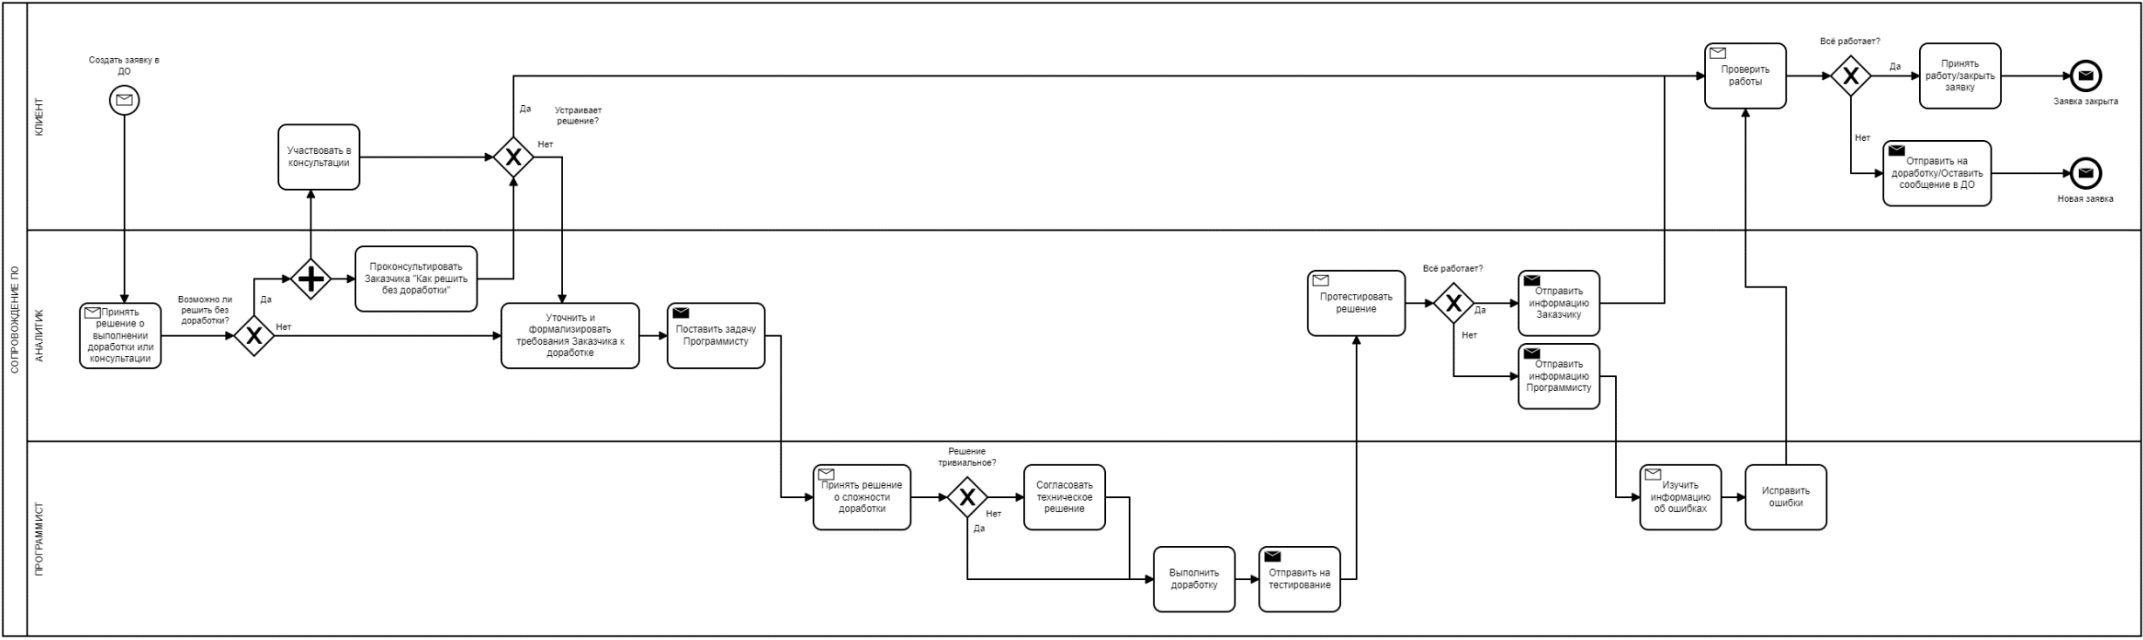 СОПРОВОЖДЕНИЕ ПО
КЛИЕНТ
Создать заявку в
ДО
Участвовать в
консультации
Да
Устраивает
решение?
Нет
Проверить
работы
Всё работает?
Да
Принять
работу/закрыть
заявку
Заявка закрыта
Нет
Отправить на
доработку/Оставить
сообщение в ДО
Новая заявка
АНАЛИТИК
Принять
решение о
выполнении
доработки или
консультации
Возможно ли
решить без
доработки?
Да
Нет
Проконсультировать
Заказчика "Как решить
без доработки"
Уточнить и
формализировать
требования Заказчика к
доработке
Поставить задачу
Программисту
Протестировать
решение
Всё работает?
Да
Нет
Отправить
информацию
Заказчику
Отправить
информацию
Программисту
ПРОГРАММИСТ
Принять решение
о сложности
доработки
Решение
тривиальное?
Нет
Да
Согласовать
техническое
решение
Выполнить
доработку
Отправить на
тестирование
Изучить
информацию
об ошибках
Исправить
ошибки